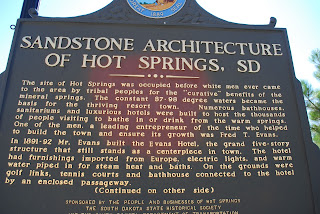 SANDSTONE ARCHITECTURE
OF HOT SPRINGS, SD
The site of Hot Springs was occupied before white men ever came
to the area by tribal peoples for the "curative" benefits of the
mineral springs. The constant 87-96 degree waters became the
basis for the thriving resort town. Numerous bathhouses,
sanitariums and luxurious hotels were built to host the thousands
of people visiting to bathe in or drink from the warm springs.
One of the men, a leading entrepreneur of the time who helped
to build the town and ensure its growth was Fred T. Evans.
In 1891-92 Mr. Evans built the Evans Hotel, the grand five-story
structure that still stands as a centerpiece in town. The hotel
had furnishings imported from Europe, electric lights, and warm
water piped in for steam heat and baths. On the grounds were
golf links, tennis courts and bathhouse connected to the hotel
by an enclosed passageway.
(Continued on other side)
SPONSORED BY THE PEOPLE AND BUSINESSES OF HOT SPRINGS
THE SOUTH DAKOTA STATE HISTORICAL SOCIETY
DEPARTMENT OF TRANSPORTATION